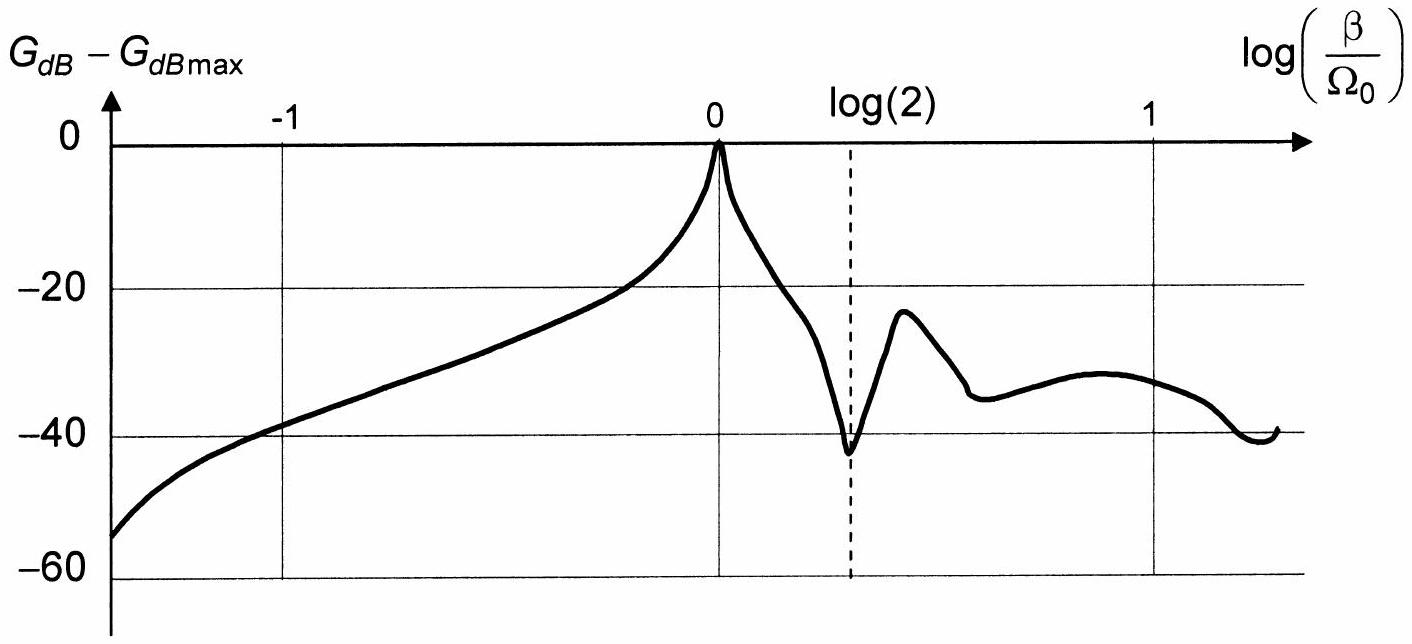 G_dB – G_dBmax
log(β/Ω₀)
-1
0
log(2)
1
0
–20
–40
–60